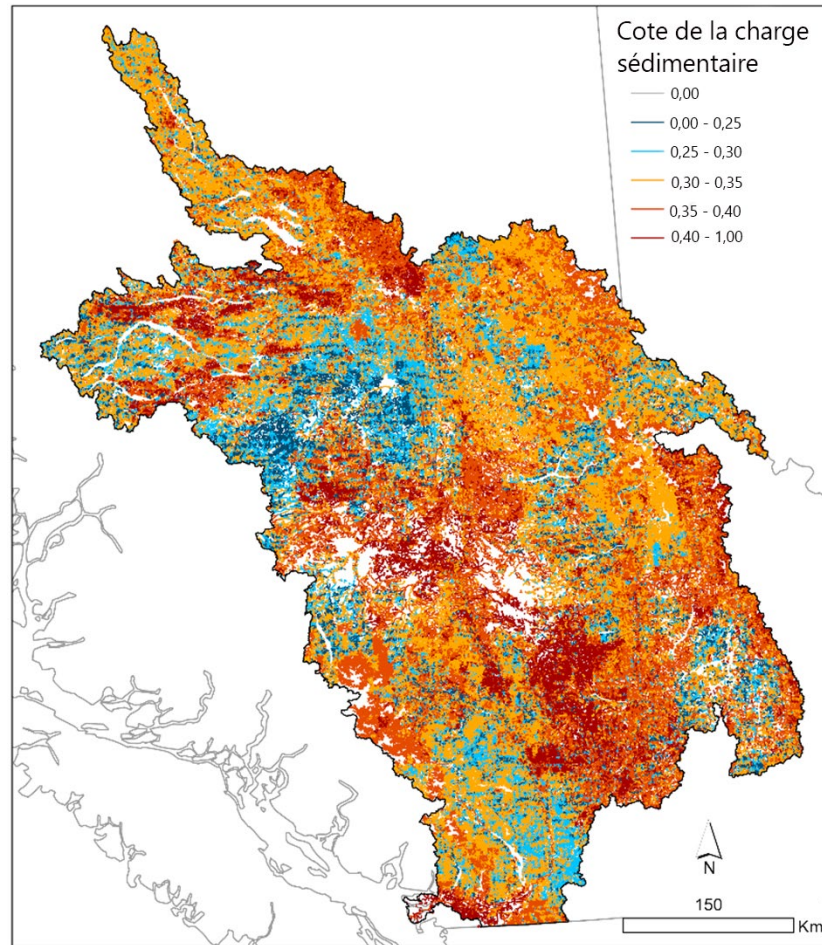 Cote de la charge
sédimentaire
0,00
0,00 - 0,25
0,25 - 0,30
0,30 - 0,35
0,35 - 0,40
0,40 - 1,00
N
150
Km